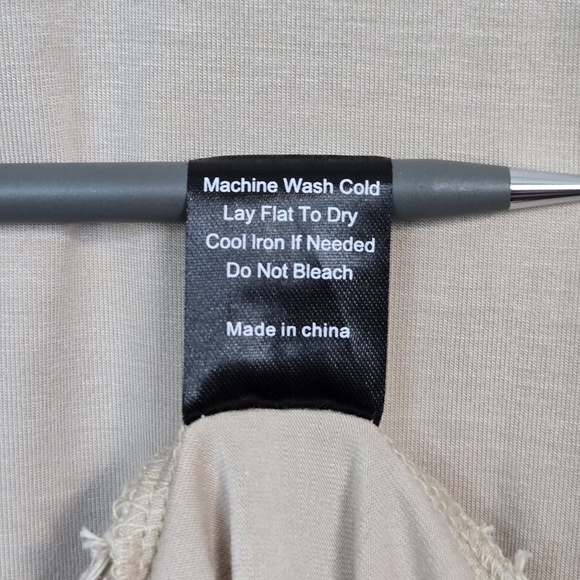 Machine Wash Cold
Lay Flat To Dry
Cool Iron If Needed
Do Not Bleach
Made in china